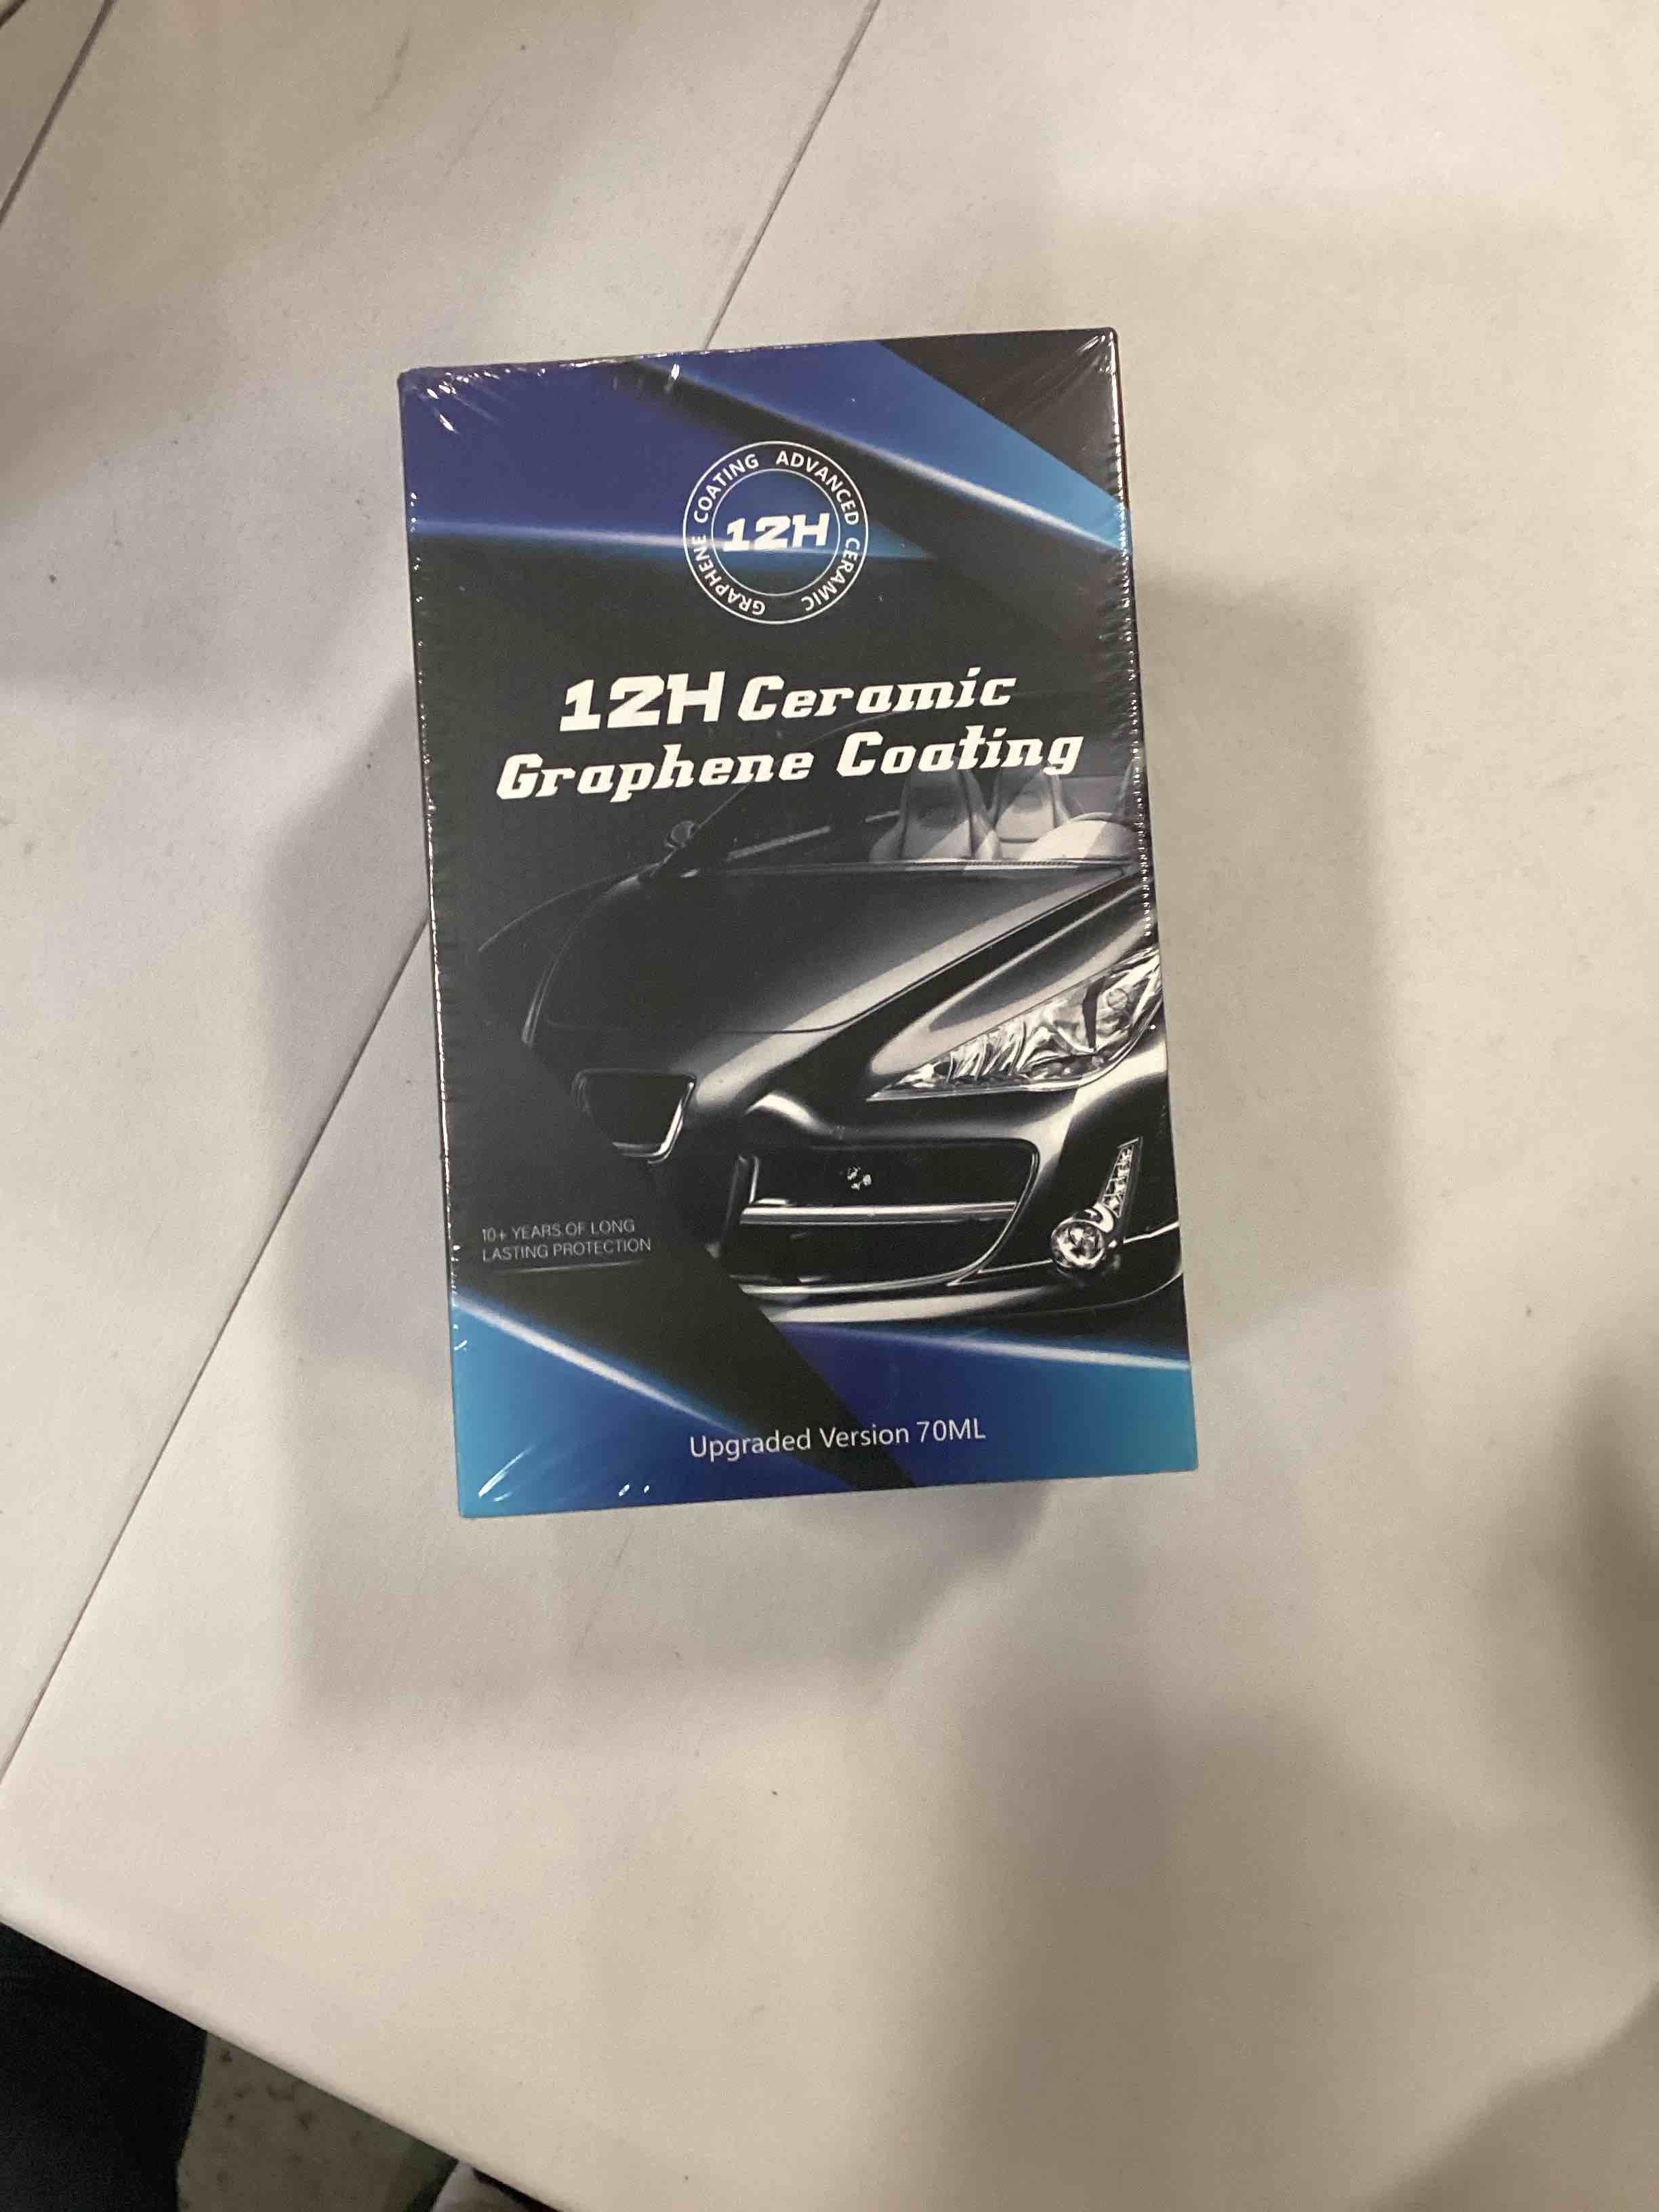 GRAPHENE COATING ADVANCED CERAMIC
12H
12H Ceramic
Graphene Coating
10+ YEARS OF LONG
LASTING PROTECTION
Upgraded Version 70ML